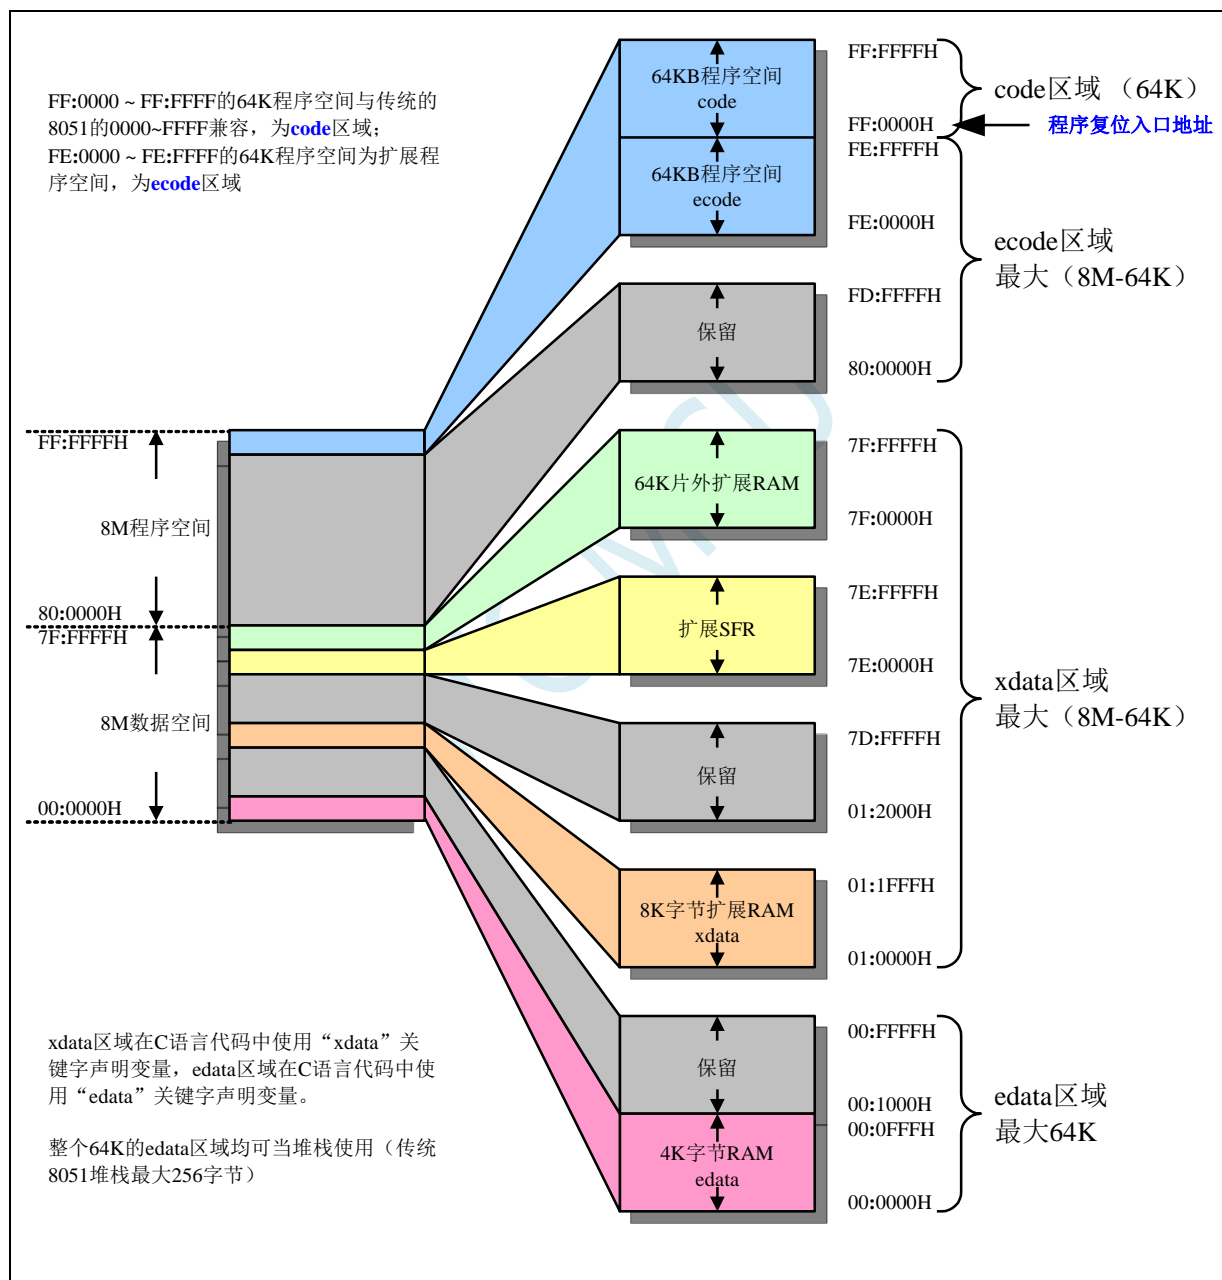 FF:0000 ~ FF:FFFF的64K程序空间与传统的
8051的0000~FFFF兼容，为code区域；
FE:0000 ~ FE:FFFF的64K程序空间为扩展程
序空间，为ecode区域
64KB程序空间
code
64KB程序空间
ecode
FF:FFFFH
FF:0000H
FE:FFFFH
FE:0000H
code区域 （64K）
程序复位入口地址
ecode区域
最大（8M-64K）
保留
FD:FFFFH
80:0000H
FF:FFFFH
8M程序空间
80:0000H
7F:FFFFH
8M数据空间
00:0000H
64K片外扩展RAM
7F:FFFFH
7F:0000H
扩展SFR
7E:FFFFH
7E:0000H
xdata区域
最大（8M-64K）
保留
7D:FFFFH
01:2000H
8K字节扩展RAM
xdata
01:1FFFH
01:0000H
保留
00:FFFFH
00:1000H
00:0FFFH
4K字节RAM
edata
00:0000H
edata区域
最大64K
xdata区域在C语言代码中使用“xdata”关
键字声明变量，edata区域在C语言代码中使
用“edata”关键字声明变量。
整个64K的edata区域均可当堆栈使用（传统
8051堆栈最大256字节）